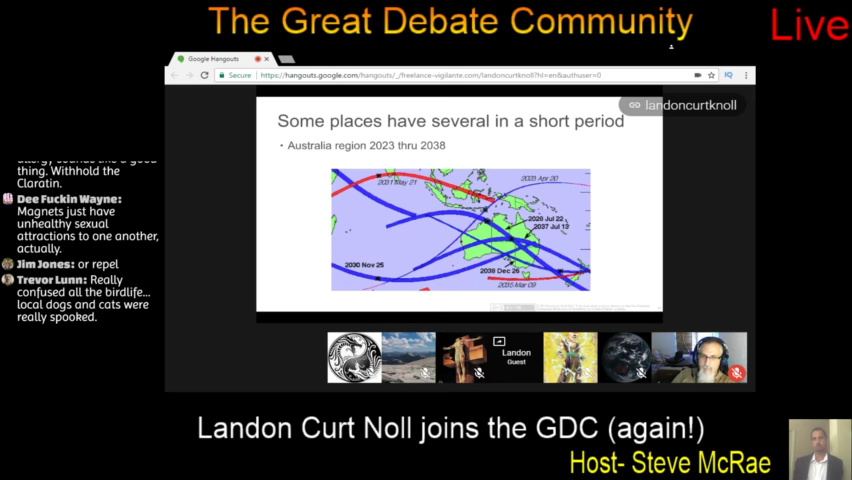 The Great Debate Community
Live
Google Hangouts
Secure
https://hangouts.google.com/hangouts/_/freelance-vigilante.com/landoncurtknoll?hl=en&authuser=0
landoncurtknoll
Some places have several in a short period
• Australia region 2023 thru 2038
2031 May 21
2023 Apr 20
2028 Jul 22
2037 Jul 13
2030 Nov 25
2038 Dec 26
2035 Mar 09
thing. Withhold the
Claratin.
Dee Fuckin Wayne:
Magnets just have
unhealthy sexual
attractions to one another,
actually.
Jim Jones: or repel
Trevor Lunn: Really
confused all the birdlife...
local dogs and cats were
really spooked.
Landon
Guest
Landon Curt Noll joins the GDC (again!)
Host- Steve McRae